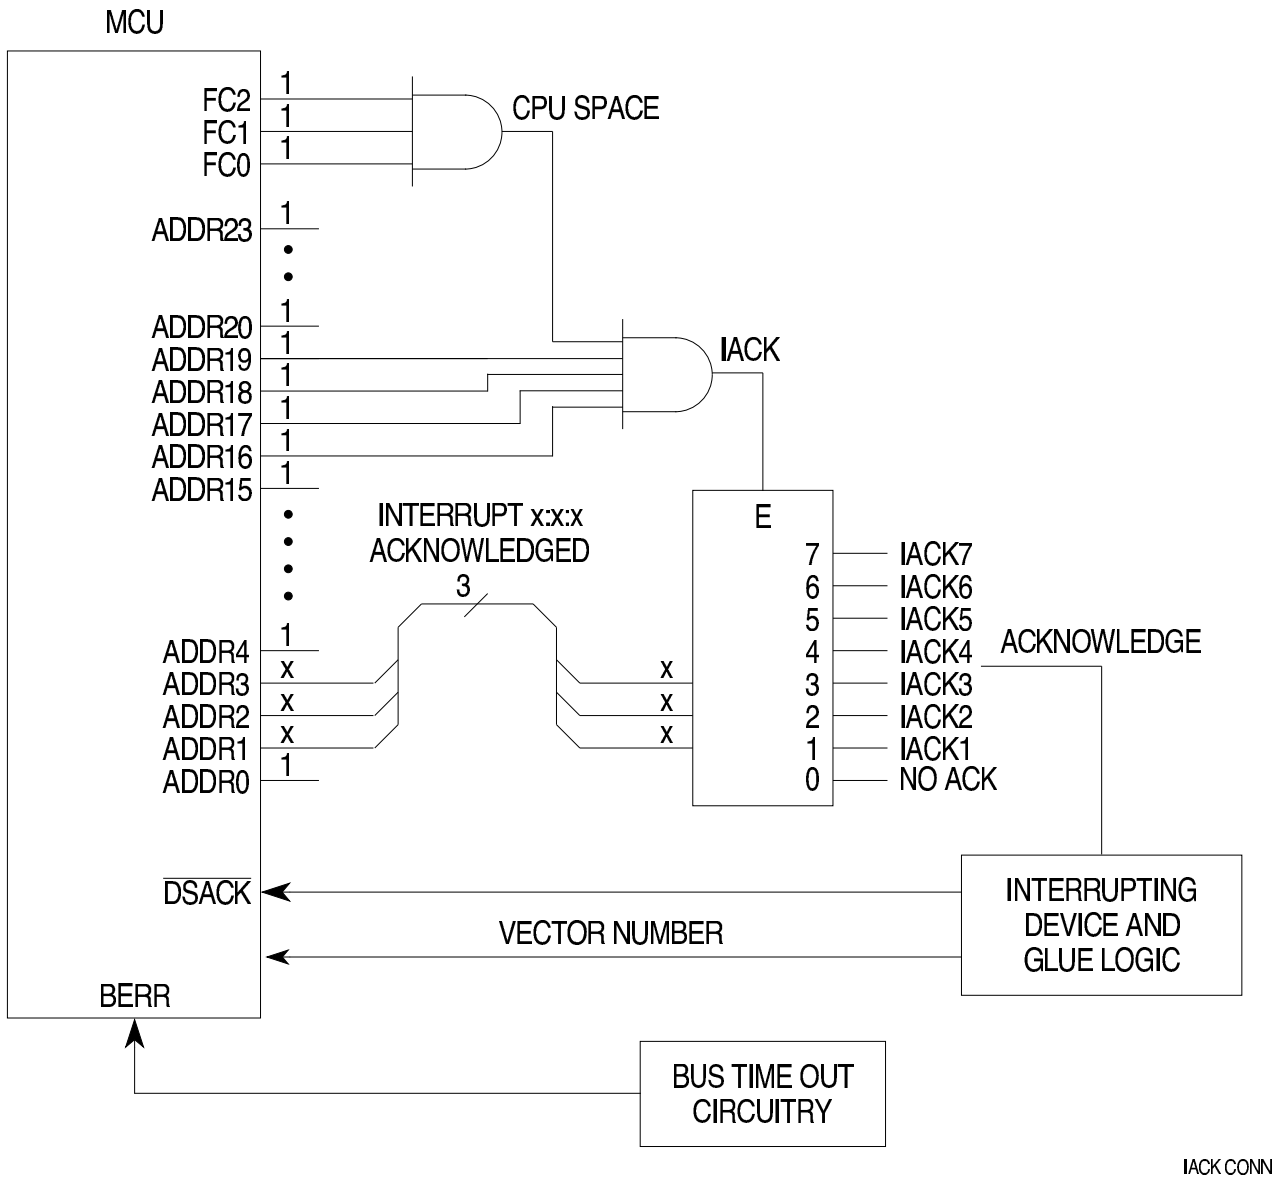 MCU
FC2 1
CPU SPACE
FC1 1
FC0 1
ADDR23 1
ADDR20 1
ADDR19 1
IACK
ADDR18 1
ADDR17 1
ADDR16 1
ADDR15 1
INTERRUPT x:x:x
ACKNOWLEDGED
3
E
7 IACK7
6 IACK6
5 IACK5
4 IACK4
3 IACK3
2 IACK2
1 IACK1
0 NO ACK
ACKNOWLEDGE
ADDR4 1
ADDR3 x x
ADDR2 x x
ADDR1 x x
ADDR0 1
DSACK
VECTOR NUMBER
INTERRUPTING
DEVICE AND
GLUE LOGIC
BERR
BUS TIME OUT
CIRCUITRY
IACK CONN